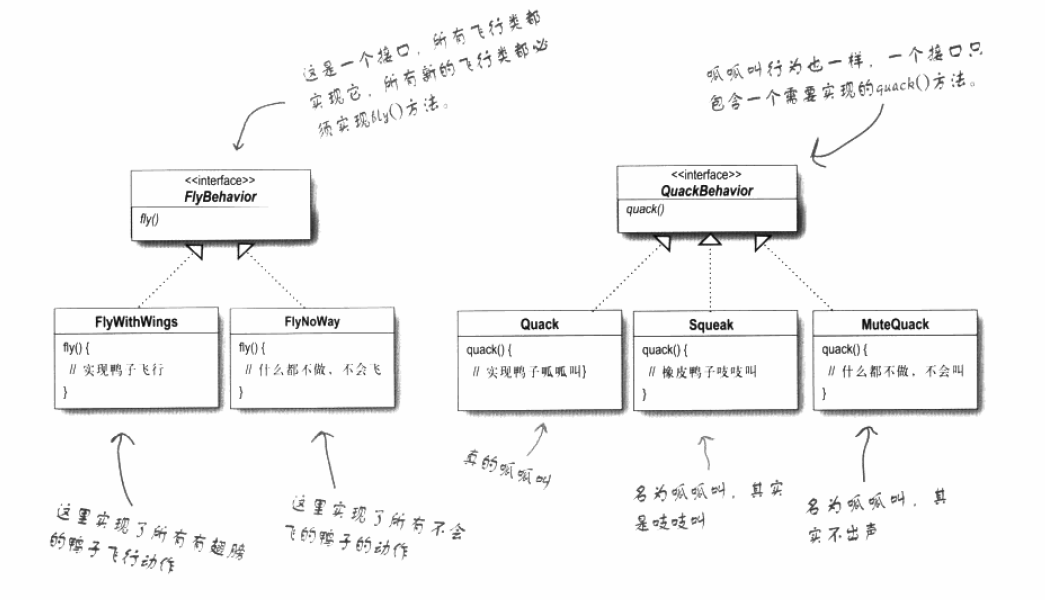 这是一个接口，所有飞行类都
实现它，所有新的飞行类都必
须实现fly()方法。
呱呱叫行为也一样，一个接口只
包含一个需要实现的quack()方法。
<<interface>>
FlyBehavior
fly()
<<interface>>
QuackBehavior
quack()
FlyWithWings
fly() {
// 实现鸭子飞行
}
FlyNoWay
fly() {
// 什么都不做，不会飞
}
Quack
quack() {
// 实现鸭子呱呱叫}
Squeak
quack() {
// 橡皮鸭子吱吱叫
}
MuteQuack
quack() {
// 什么都不做，不会叫
}
这里实现了所有有翅膀
的鸭子飞行动作
这里实现了所有不会
飞的鸭子的动作
真的呱呱叫
名为呱呱叫，其实
是吱吱叫
名为呱呱叫，其
实不出声